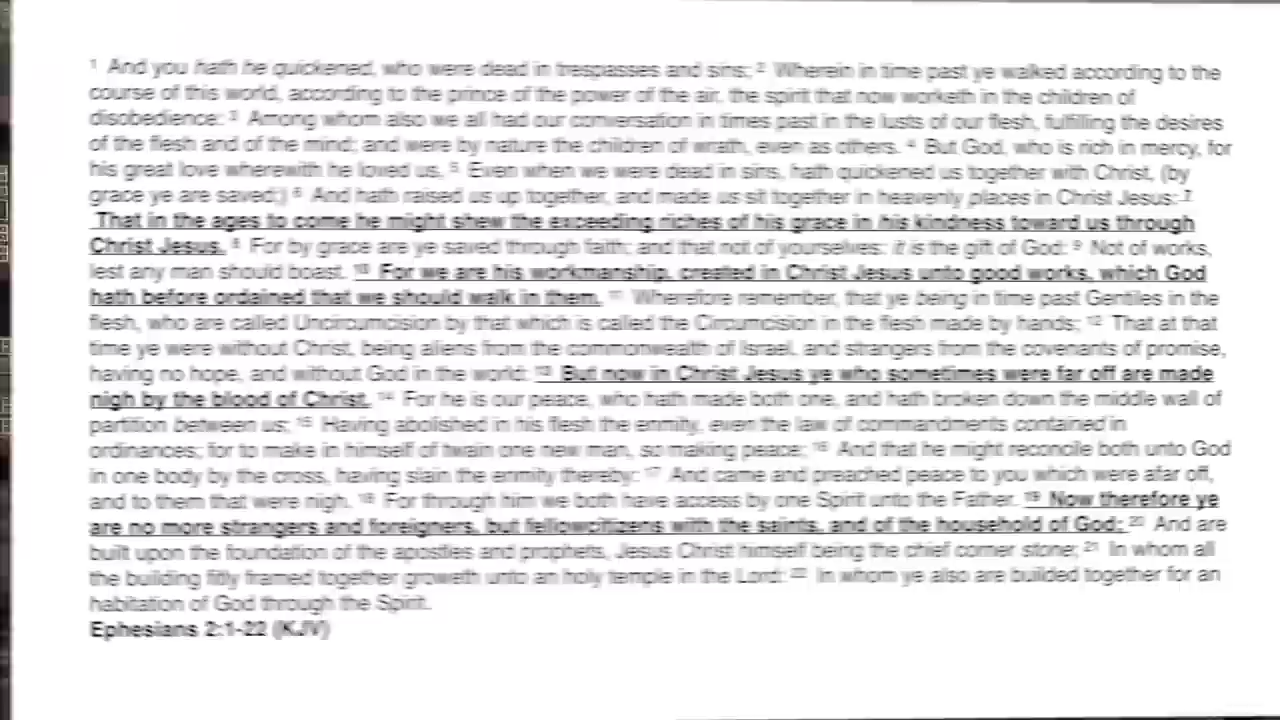 1 And you hath he quickened, who were dead in trespasses and sins; 2 Wherein in time past ye walked according to the
course of this world, according to the prince of the power of the air, the spirit that now worketh in the children of
disobedience: 3 Among whom also we all had our conversation in times past in the lusts of our flesh, fulfilling the desires
of the flesh and of the mind; and were by nature the children of wrath, even as others. 4 But God, who is rich in mercy, for
his great love wherewith he loved us, 5 Even when we were dead in sins, hath quickened us together with Christ, (by
grace ye are saved;) 6 And hath raised us up together, and made us sit together in heavenly places in Christ Jesus: 7
That in the ages to come he might shew the exceeding riches of his grace in his kindness toward us through
Christ Jesus. 8 For by grace are ye saved through faith; and that not of yourselves: it is the gift of God: 9 Not of works,
lest any man should boast. 10 For we are his workmanship, created in Christ Jesus unto good works, which God
hath before ordained that we should walk in them. 11 Wherefore remember, that ye being in time past Gentiles in the
flesh, who are called Uncircumcision by that which is called the Circumcision in the flesh made by hands; 12 That at that
time ye were without Christ, being aliens from the commonwealth of Israel, and strangers from the covenants of promise,
having no hope, and without God in the world: 13 But now in Christ Jesus ye who sometimes were far off are made
nigh by the blood of Christ. 14 For he is our peace, who hath made both one, and hath broken down the middle wall of
partition between us; 15 Having abolished in his flesh the enmity, even the law of commandments contained in
ordinances; for to make in himself of twain one new man, so making peace; 16 And that he might reconcile both unto God
in one body by the cross, having slain the enmity thereby: 17 And came and preached peace to you which were afar off,
and to them that were nigh. 18 For through him we both have access by one Spirit unto the Father. 19 Now therefore ye
are no more strangers and foreigners, but fellowcitizens with the saints, and of the household of God; 20 And are
built upon the foundation of the apostles and prophets, Jesus Christ himself being the chief corner stone; 21 In whom all
the building fitly framed together groweth unto an holy temple in the Lord: 22 In whom ye also are builded together for an
habitation of God through the Spirit.
Ephesians 2:1-22 (KJV)